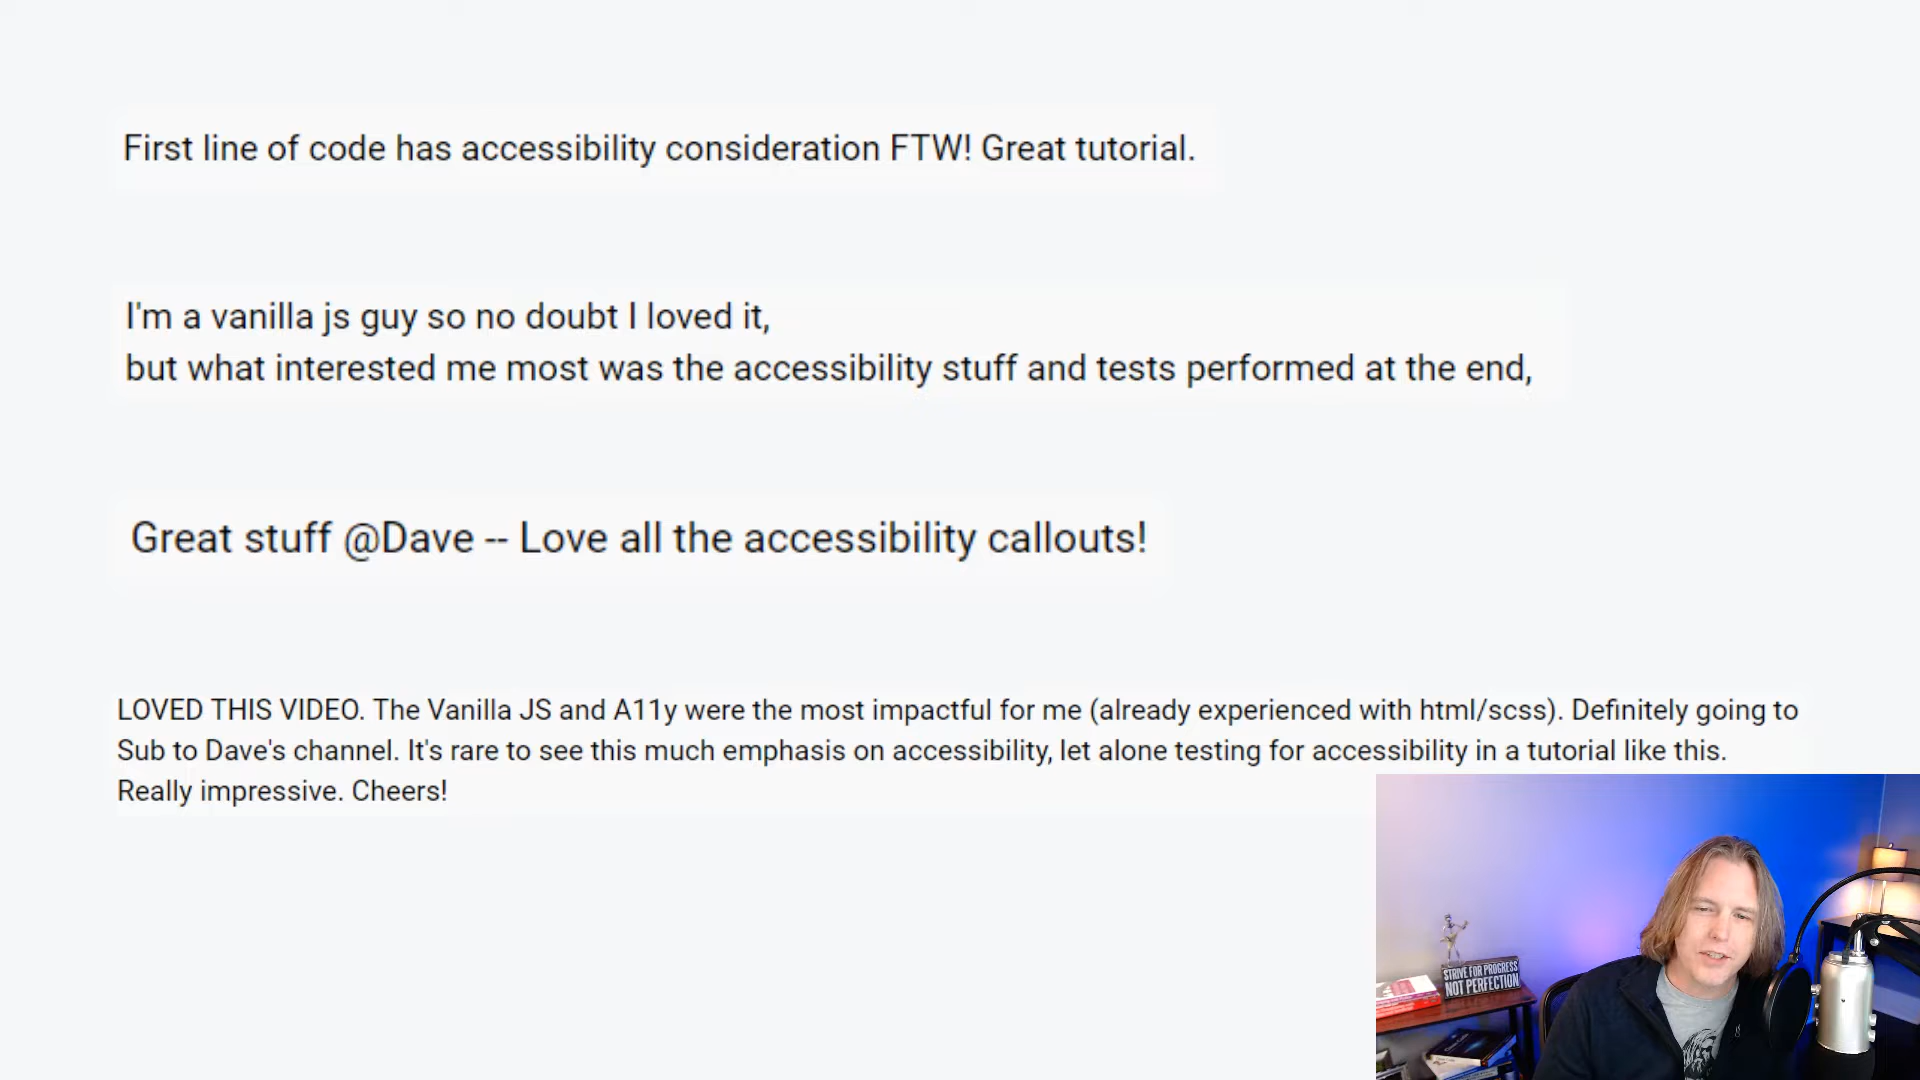 First line of code has accessibility consideration FTW! Great tutorial.
I'm a vanilla js guy so no doubt I loved it,
but what interested me most was the accessibility stuff and tests performed at the end,
Great stuff @Dave -- Love all the accessibility callouts!
LOVED THIS VIDEO. The Vanilla JS and A11y were the most impactful for me (already experienced with html/scss). Definitely going to
Sub to Dave's channel. It's rare to see this much emphasis on accessibility, let alone testing for accessibility in a tutorial like this.
Really impressive. Cheers!
STRIVE FOR PROGRESS
NOT PERFECTION